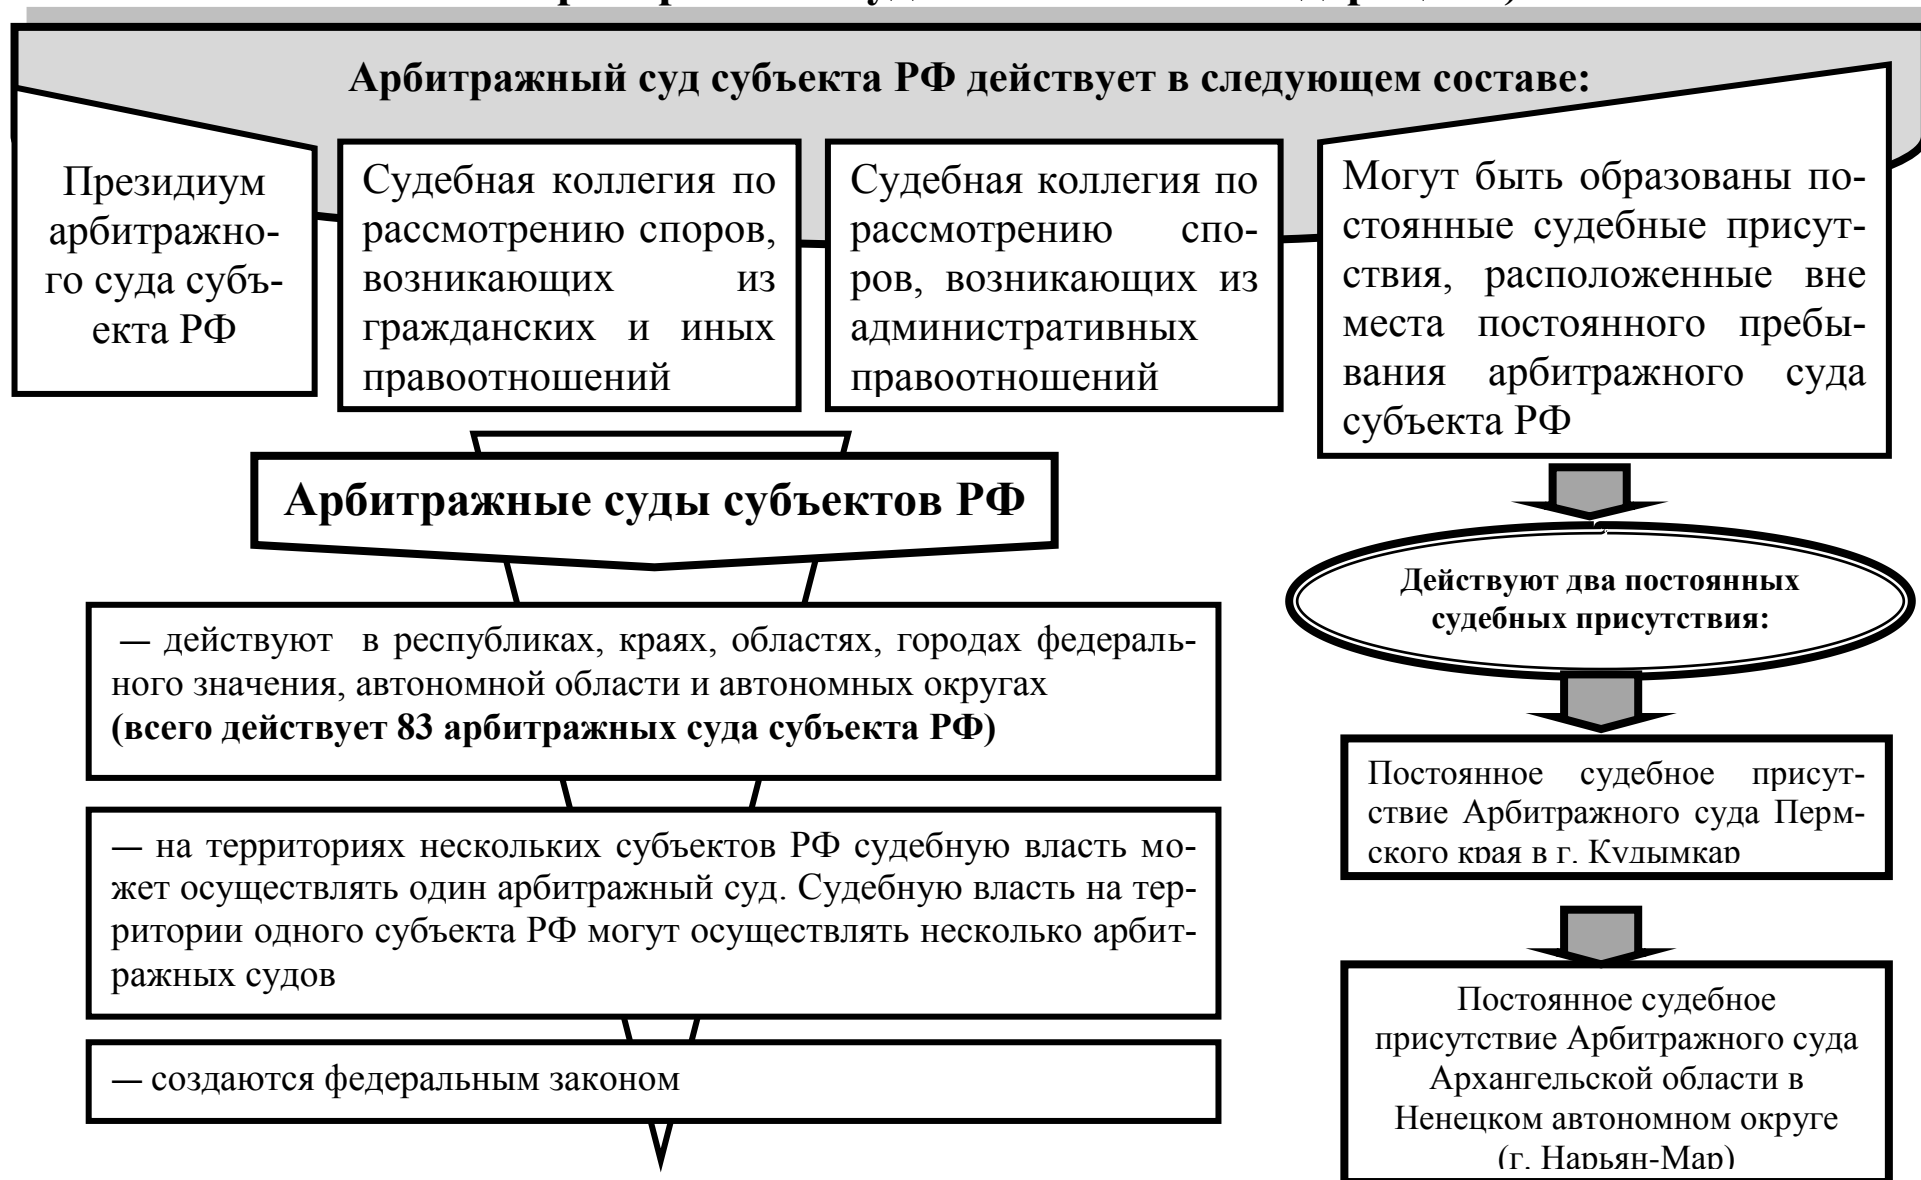 Арбитражный суд субъекта РФ действует в следующем составе:
Президиум
арбитражно-
го суда субъ-
екта РФ
Судебная коллегия по
рассмотрению споров,
возникающих из
гражданских и иных
правоотношений
Судебная коллегия по
рассмотрению спо-
ров, возникающих из
административных
правоотношений
Могут быть образованы по-
стоянные судебные присут-
ствия, расположенные вне
места постоянного пребы-
вания арбитражного суда
субъекта РФ
Арбитражные суды субъектов РФ
— действуют в республиках, краях, областях, городах федераль-
ного значения, автономной области и автономных округах
(всего действует 83 арбитражных суда субъекта РФ)
— на территориях нескольких субъектов РФ судебную власть мо-
жет осуществлять один арбитражный суд. Судебную власть на тер-
ритории одного субъекта РФ могут осуществлять несколько арбит-
ражных судов
— создаются федеральным законом
Действуют два постоянных
судебных присутствия:
Постоянное судебное присут-
ствие Арбитражного суда Перм-
ского края в г. Кудымкар
Постоянное судебное
присутствие Арбитражного суда
Архангельской области в
Ненецком автономном округе
(г. Нарьян-Мар)